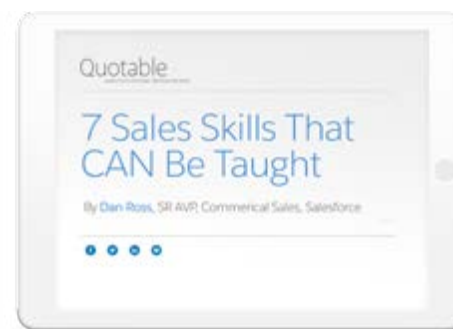 Quotable
7 Sales Skills That
CAN Be Taught
By Dan Ross, SR AVP, Commerical Sales, Salesforce